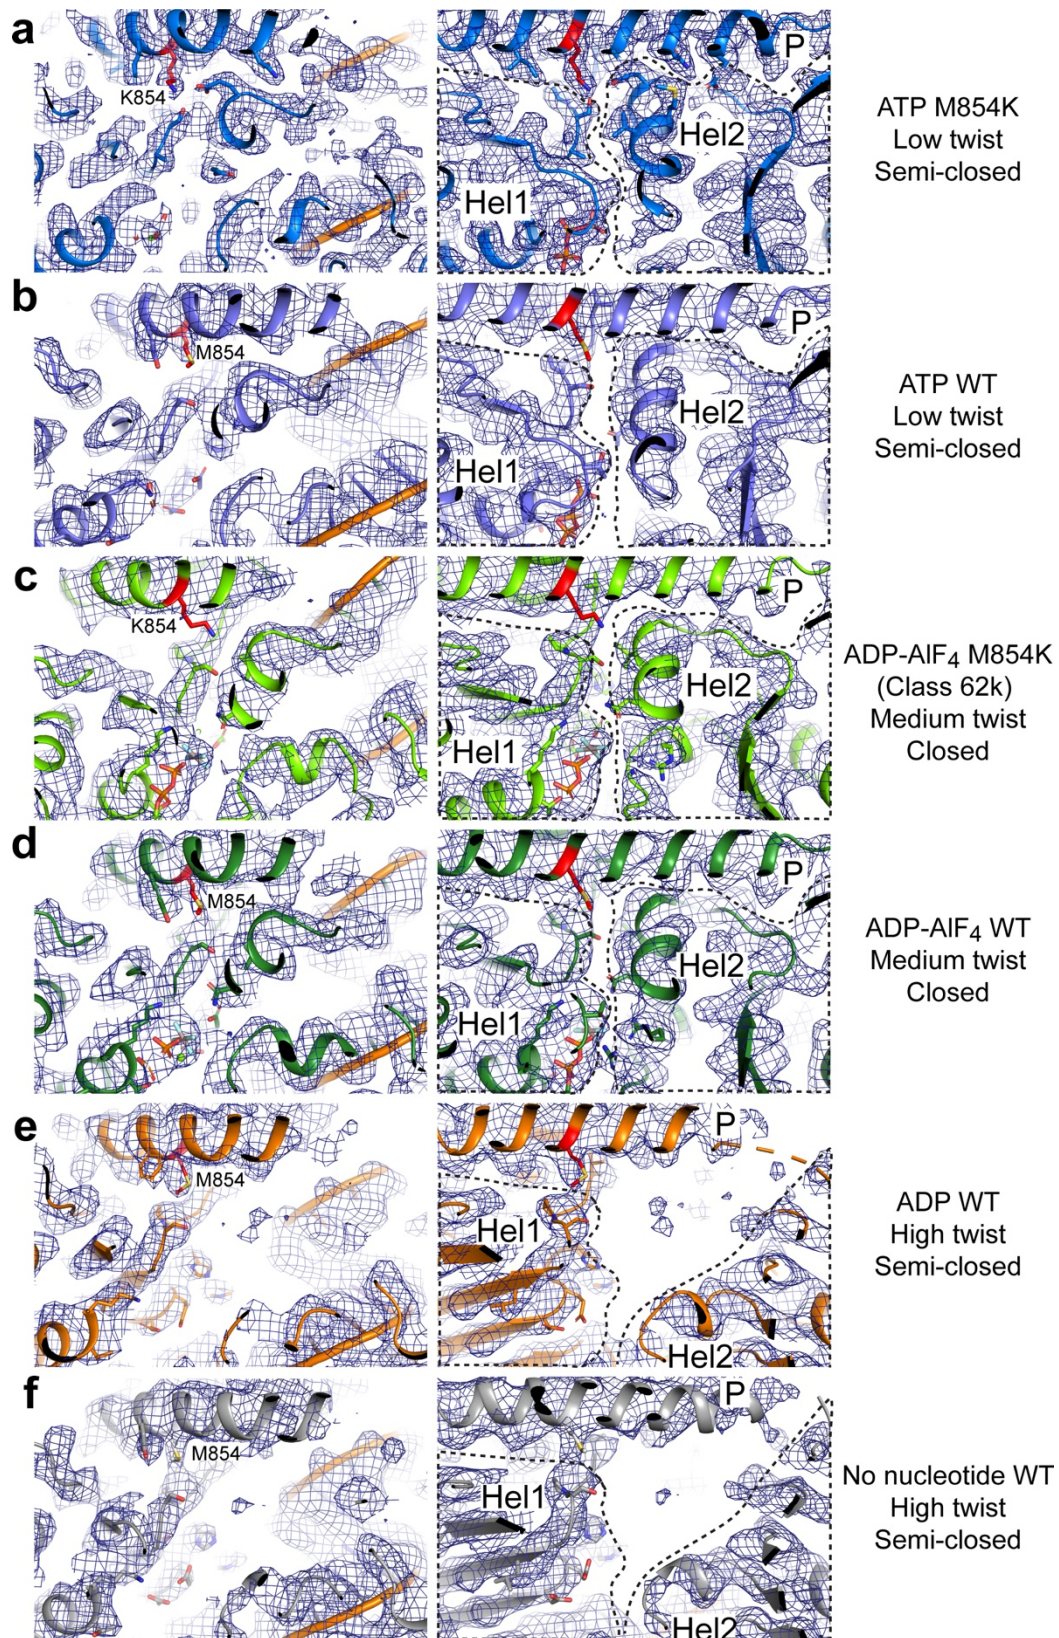 a
K854
P
Hel2
Hel1
ATP M854K
Low twist
Semi-closed
b
M854
P
Hel2
Hel1
ATP WT
Low twist
Semi-closed
c
K854
P
Hel2
Hel1
ADP-AlF₄ M854K
(Class 62k)
Medium twist
Closed
d
M854
P
Hel2
Hel1
ADP-AlF₄ WT
Medium twist
Closed
e
M854
P
Hel1
Hel2
ADP WT
High twist
Semi-closed
f
M854
P
Hel1
Hel2
No nucleotide WT
High twist
Semi-closed